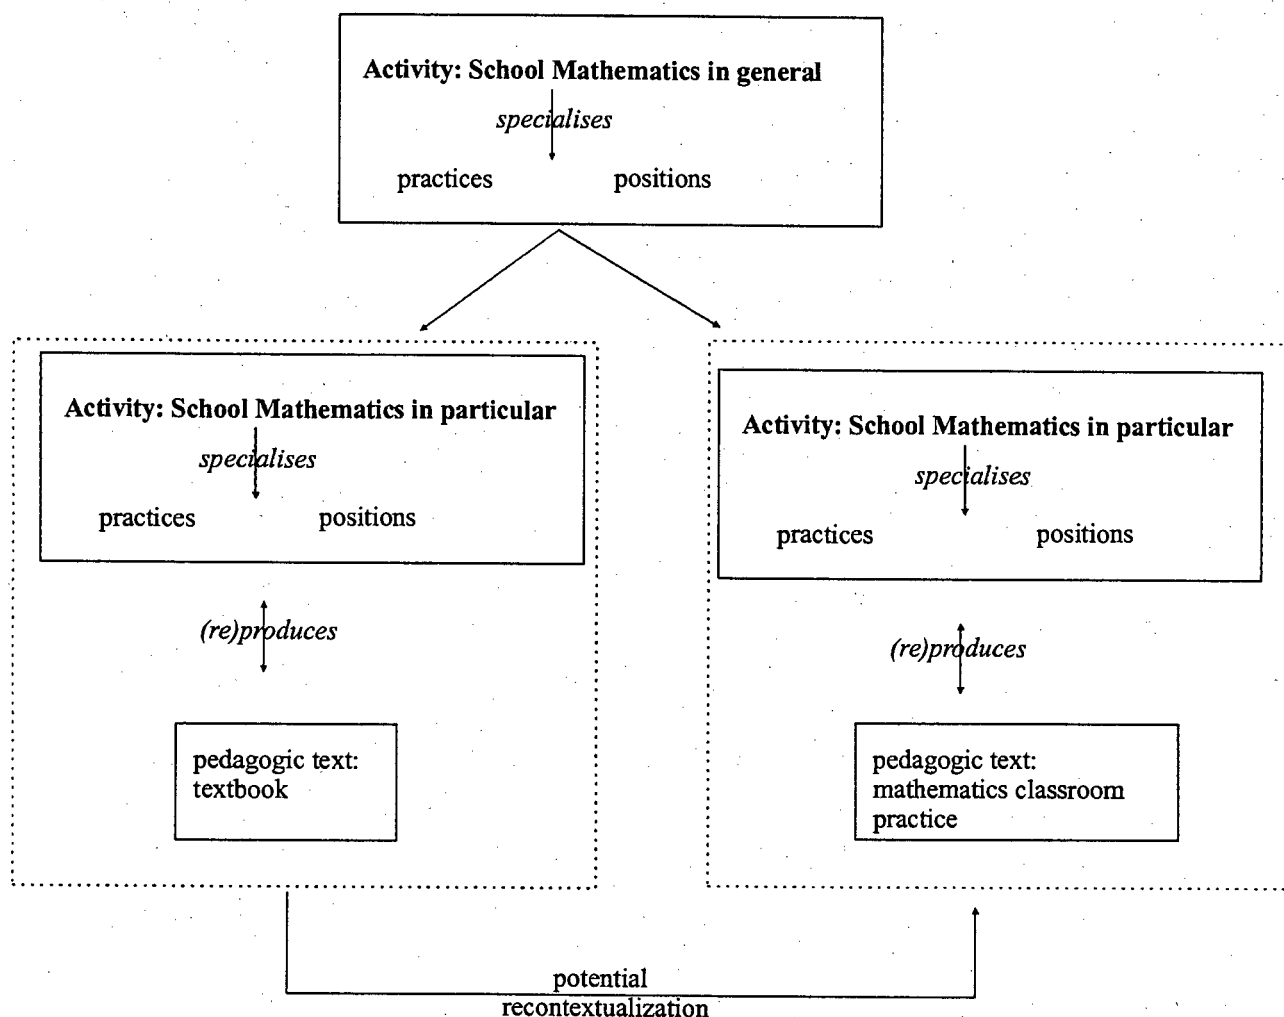 Activity: School Mathematics in general
specialises
practices positions
Activity: School Mathematics in particular
specialises
practices positions
(re)produces
pedagogic text:
textbook
Activity: School Mathematics in particular
specialises
practices positions
(re)produces
pedagogic text:
mathematics classroom
practice
potential
recontextualization